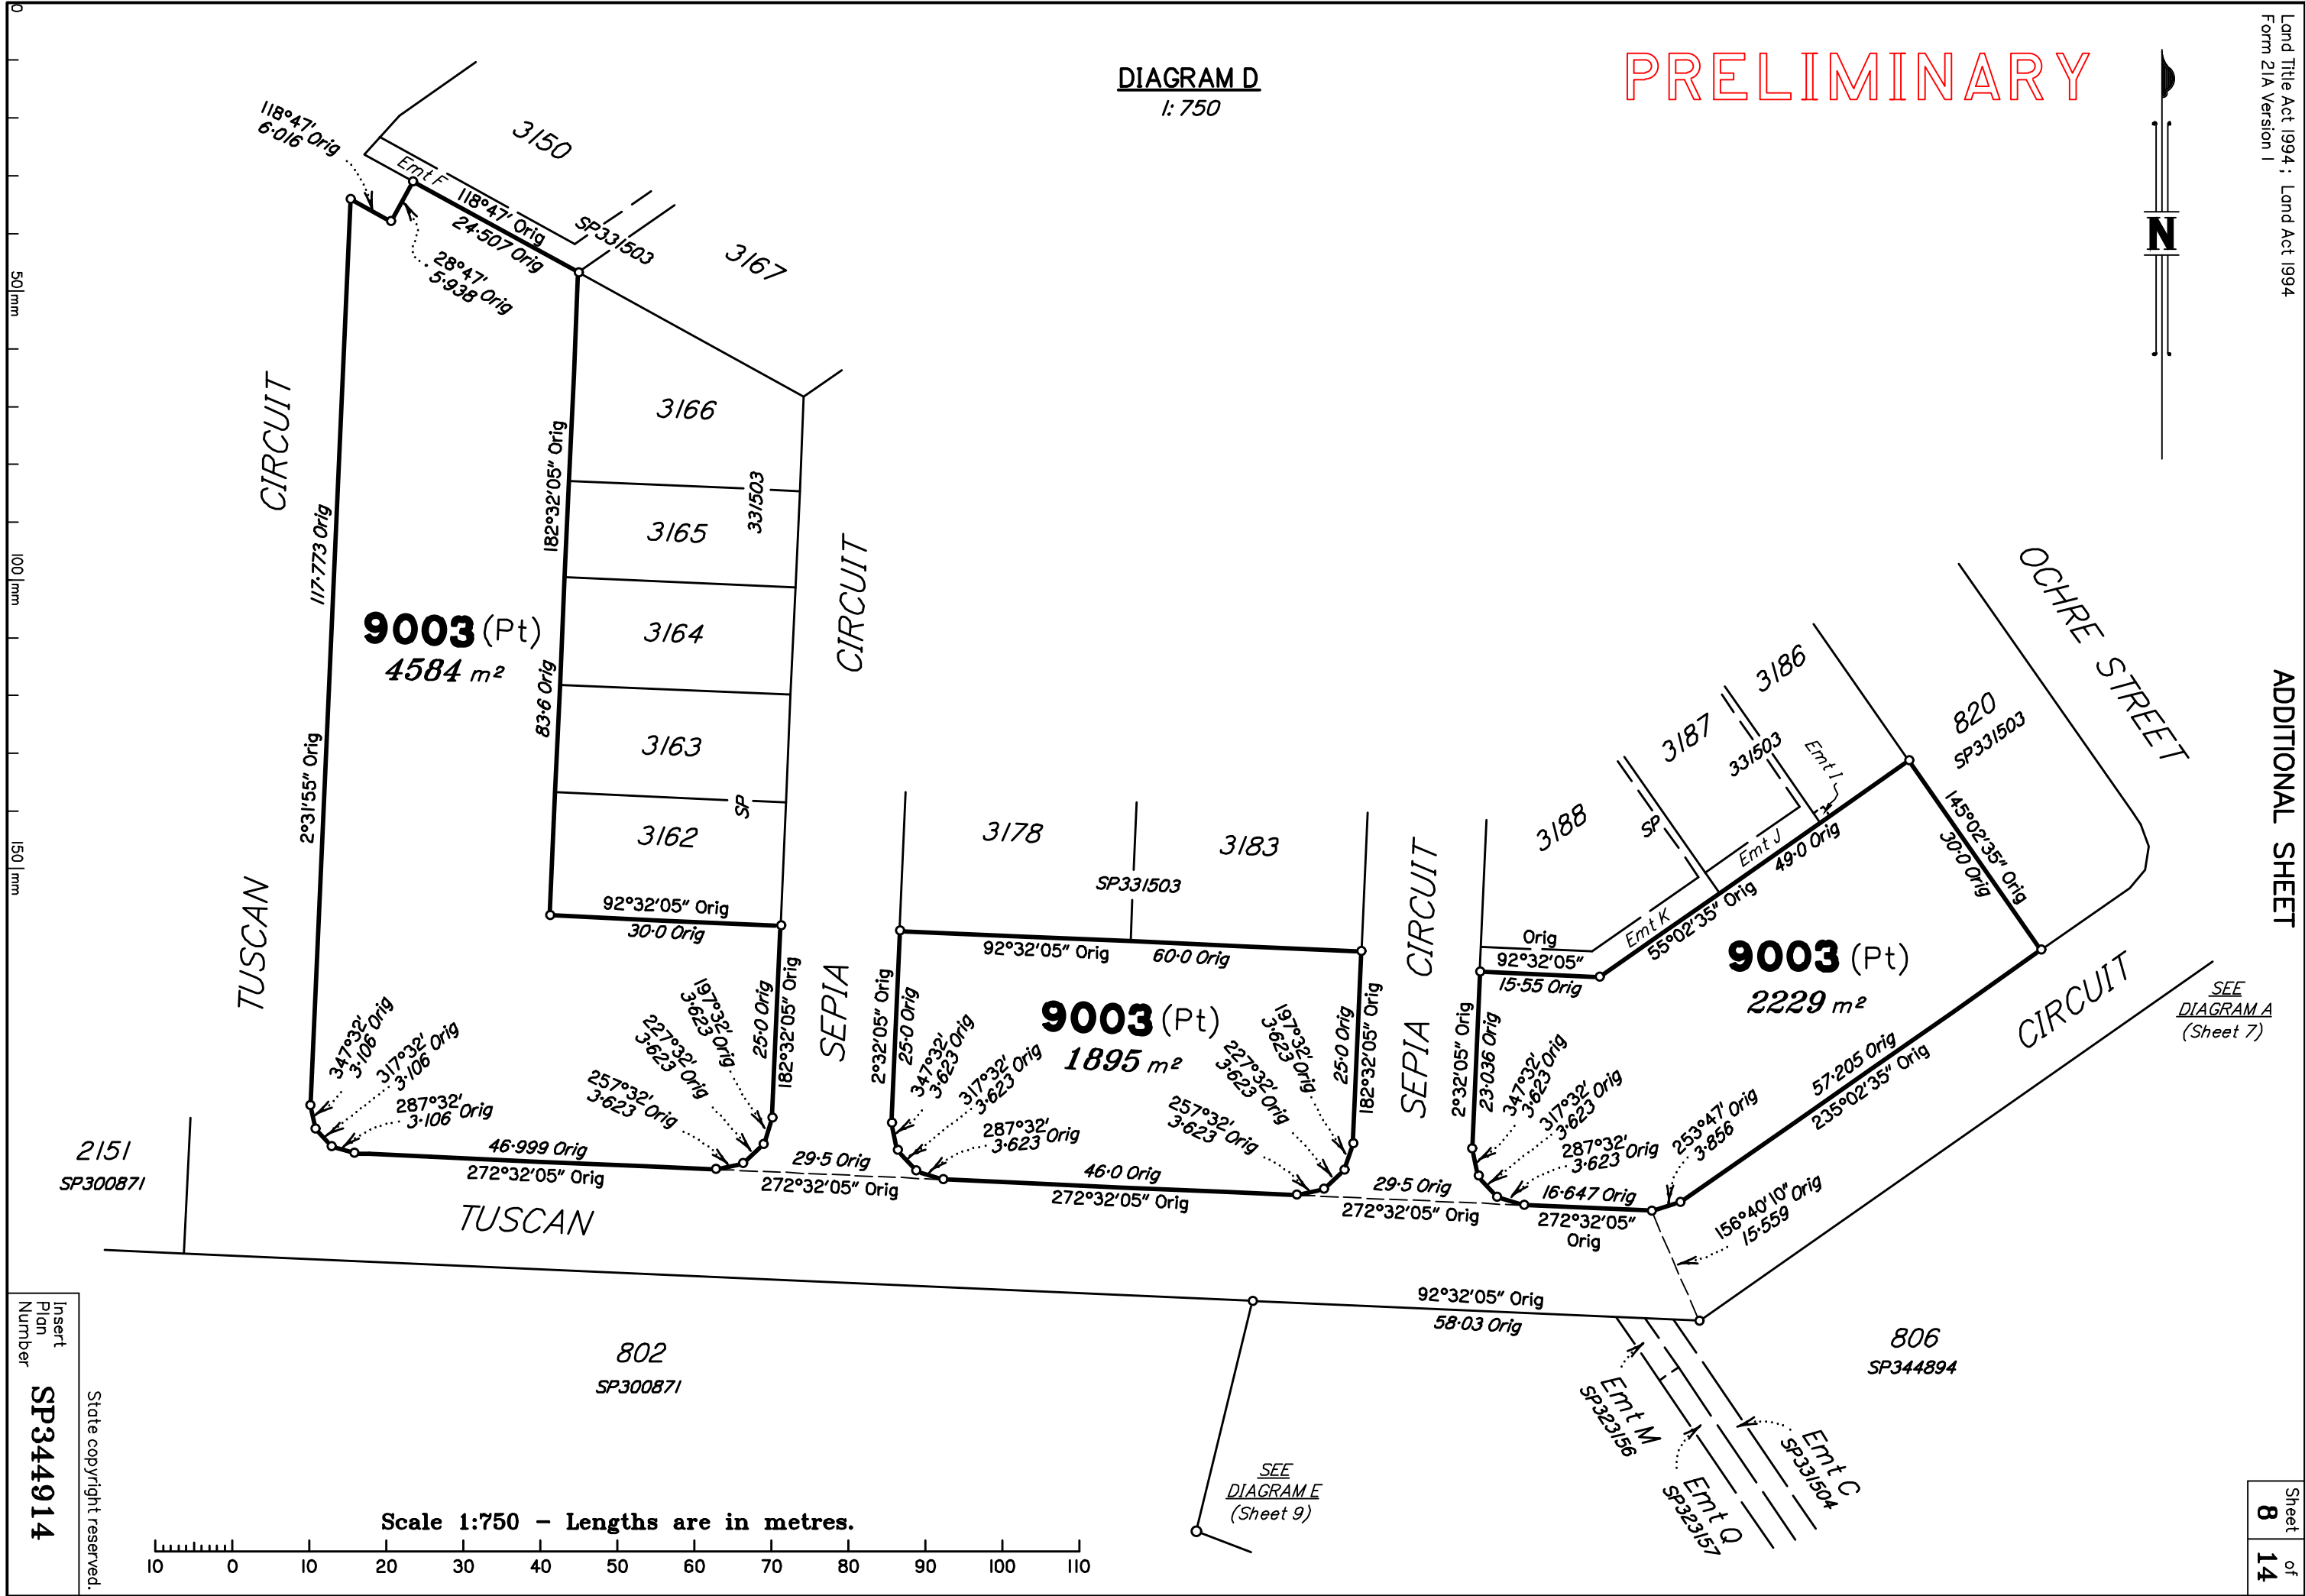 Land Title Act 1994 ; Land Act 1994
Form 21A Version 1
PRELIMINARY
DIAGRAM D
1: 750
N
ADDITIONAL SHEET
Sheet 8 of 14
0
50 mm
100 mm
150 mm
118°47' Orig
6·016
3150
Emt F
118°47' Orig
24·507 Orig
SP331503
28°47'
5·938 Orig
3167
CIRCUIT
TUSCAN
117·773 Orig
2°31'55" Orig
9003 (Pt)
4584 m²
182°32'05" Orig
83·6 Orig
3166
331503
3165
3164
3163
SP
3162
92°32'05" Orig
30·0 Orig
CIRCUIT
SEPIA
347°32'
3·106 Orig
317°32' Orig
3·106
287°32' Orig
3·106
46·999 Orig
272°32'05" Orig
257°32' Orig
3·623
227°32' Orig
3·623
197°32'
3·623 Orig
25·0 Orig
182°32'05" Orig
29·5 Orig
272°32'05" Orig
3178
SP331503
3183
92°32'05" Orig
60·0 Orig
9003 (Pt)
1895 m²
2°32'05" Orig
25·0 Orig
347°32'
3·623 Orig
317°32' Orig
3·623
287°32' Orig
3·623
46·0 Orig
272°32'05" Orig
257°32' Orig
3·623
227°32' Orig
3·623
197°32'
3·623 Orig
25·0 Orig
182°32'05" Orig
29·5 Orig
272°32'05" Orig
SEPIA CIRCUIT
OCHRE STREET
3186
820
SP331503
3187
331503
Emt I
3188
SP
Emt J
49·0 Orig
Emt K
55°02'35" Orig
145°02'35" Orig
30·0 Orig
Orig
92°32'05"
15·55 Orig
9003 (Pt)
2229 m²
2°32'05" Orig
23·036 Orig
347°32'
3·623 Orig
317°32' Orig
3·623
287°32'
3·623 Orig
16·647 Orig
272°32'05"
Orig
253°47' Orig
3·856
57·205 Orig
235°02'35" Orig
156°40'10" Orig
15·559
CIRCUIT
SEE
DIAGRAM A
(Sheet 7)
2151
SP300871
TUSCAN
92°32'05" Orig
58·03 Orig
802
SP300871
806
SP344894
Emt M
SP323156
Emt Q
SP323157
Emt C
SP331504
SEE
DIAGRAM E
(Sheet 9)
Scale 1:750 – Lengths are in metres.
10 0 10 20 30 40 50 60 70 80 90 100 110
State copyright reserved.
Insert
Plan
Number
SP344914